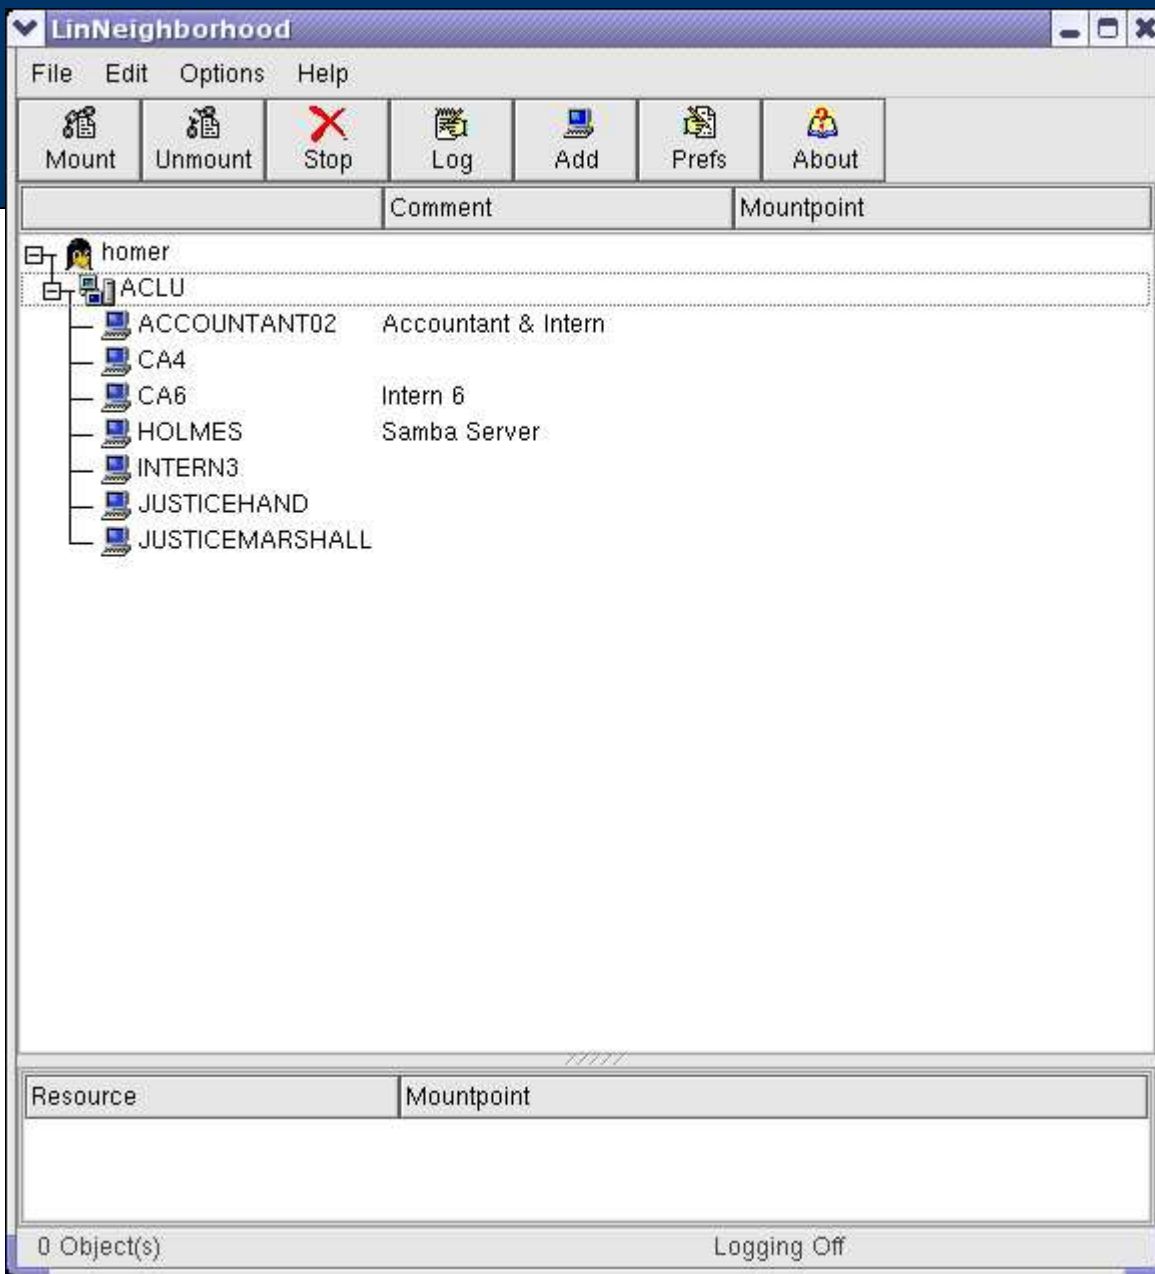 LinNeighborhood
File Edit Options Help
Mount Unmount Stop Log Add Prefs About
Comment Mountpoint
homer
ACLU
ACCOUNTANT02 Accountant & Intern
CA4
CA6 Intern 6
HOLMES Samba Server
INTERN3
JUSTICEHAND
JUSTICEMARSHALL
Resource Mountpoint
0 Object(s) Logging Off